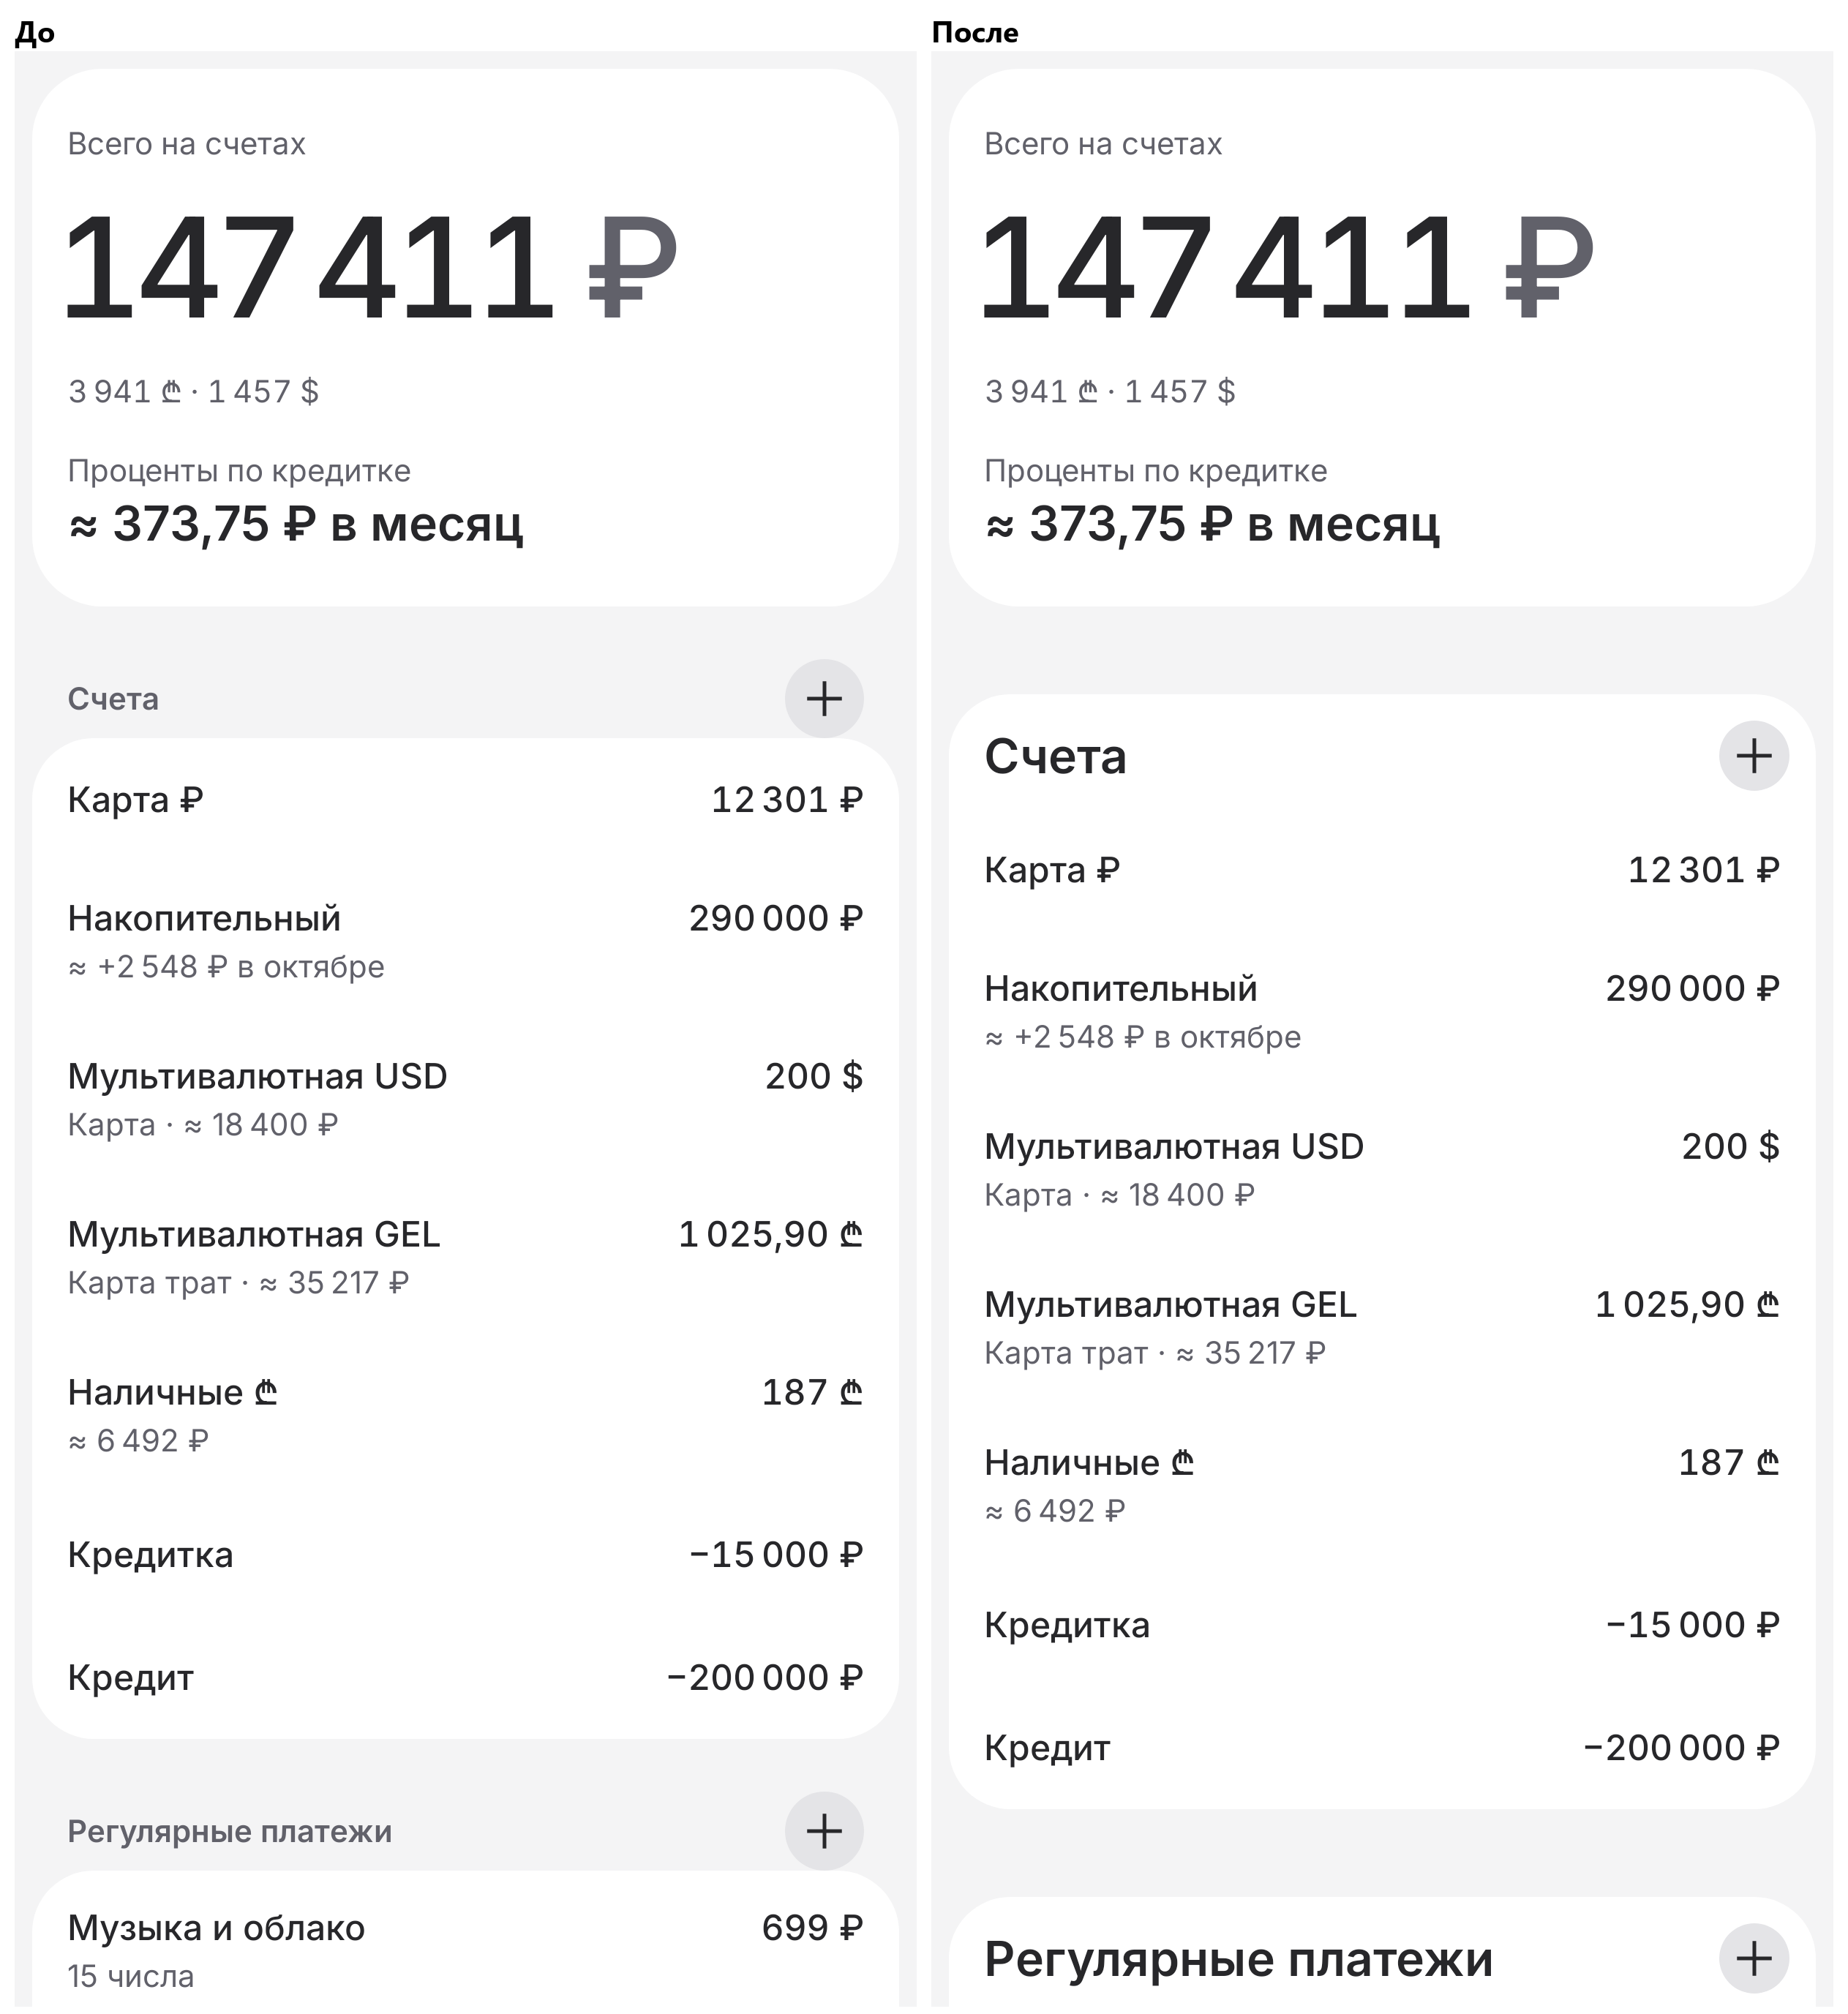 До
Всего на счетах
147 411 ₽
3 941 ₾ · 1 457 $
Проценты по кредитке
≈ 373,75 ₽ в месяц
Счета
Карта ₽ 12 301 ₽
Накопительный 290 000 ₽
≈ +2 548 ₽ в октябре
Мультивалютная USD 200 $
Карта · ≈ 18 400 ₽
Мультивалютная GEL 1 025,90 ₾
Карта трат · ≈ 35 217 ₽
Наличные ₾ 187 ₾
≈ 6 492 ₽
Кредитка −15 000 ₽
Кредит −200 000 ₽
Регулярные платежи
Музыка и облако 699 ₽
15 числа
После
Всего на счетах
147 411 ₽
3 941 ₾ · 1 457 $
Проценты по кредитке
≈ 373,75 ₽ в месяц
Счета
Карта ₽ 12 301 ₽
Накопительный 290 000 ₽
≈ +2 548 ₽ в октябре
Мультивалютная USD 200 $
Карта · ≈ 18 400 ₽
Мультивалютная GEL 1 025,90 ₾
Карта трат · ≈ 35 217 ₽
Наличные ₾ 187 ₾
≈ 6 492 ₽
Кредитка −15 000 ₽
Кредит −200 000 ₽
Регулярные платежи